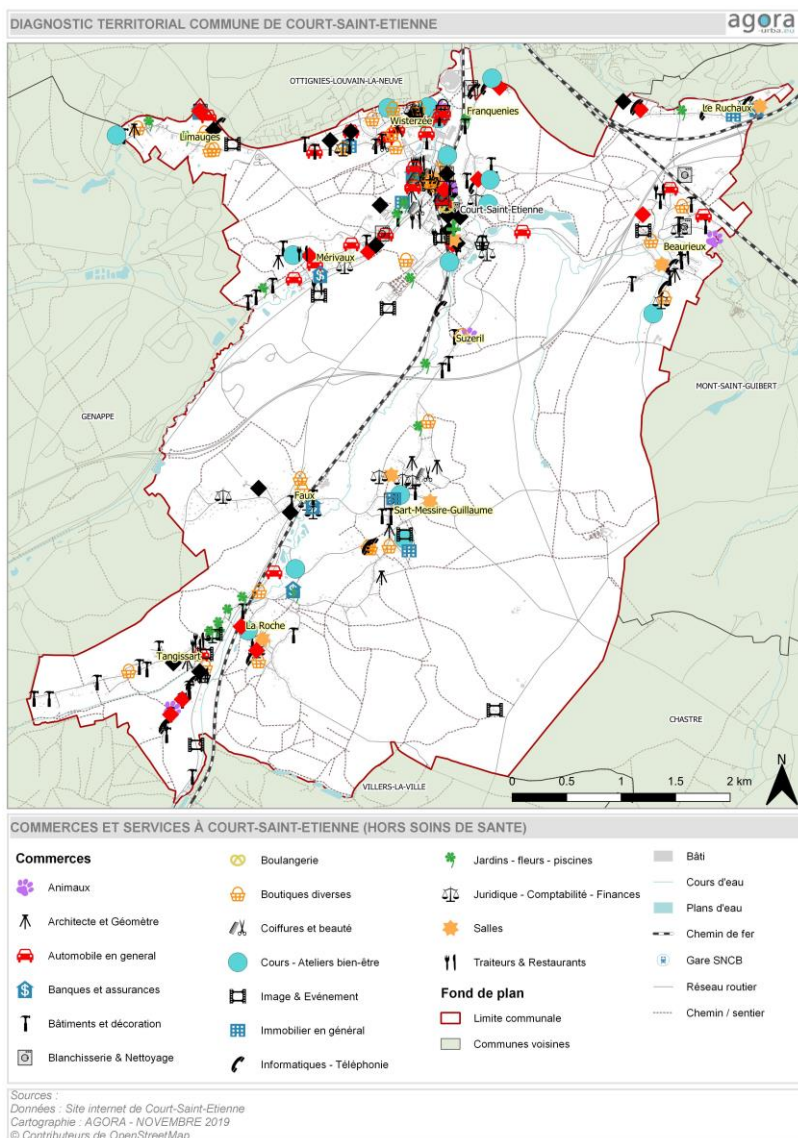 DIAGNOSTIC TERRITORIAL COMMUNE DE COURT-SAINT-ETIENNE
agora
-urba.eu
OTTIGNIES-LOUVAIN-LA-NEUVE
Franquenies
Le Ruchaux
Wisterzée
Limauges
Court-Saint-Etienne
Beaurieux
Mérivaux
Suzeril
MONT-SAINT-GUIBERT
GENAPPE
Faux
Sart-Messire-Guillaume
La Roche
Tangissart
CHASTRE
VILLERS-LA-VILLE
N
0 0.5 1 1.5 2 km
COMMERCES ET SERVICES À COURT-SAINT-ETIENNE (HORS SOINS DE SANTE)
Commerces
Animaux
Architecte et Géomètre
Automobile en general
Banques et assurances
Bâtiments et décoration
Blanchisserie & Nettoyage
Boulangerie
Boutiques diverses
Coiffures et beauté
Cours - Ateliers bien-être
Image & Evénement
Immobilier en général
Informatiques - Téléphonie
Jardins - fleurs - piscines
Juridique - Comptabilité - Finances
Salles
Traiteurs & Restaurants
Fond de plan
Limite communale
Communes voisines
Bâti
Cours d'eau
Plans d'eau
Chemin de fer
Gare SNCB
Réseau routier
Chemin / sentier
Sources :
Données : Site internet de Court-Saint-Etienne
Cartographie : AGORA - NOVEMBRE 2019
© Contributeurs de OpenStreetMap